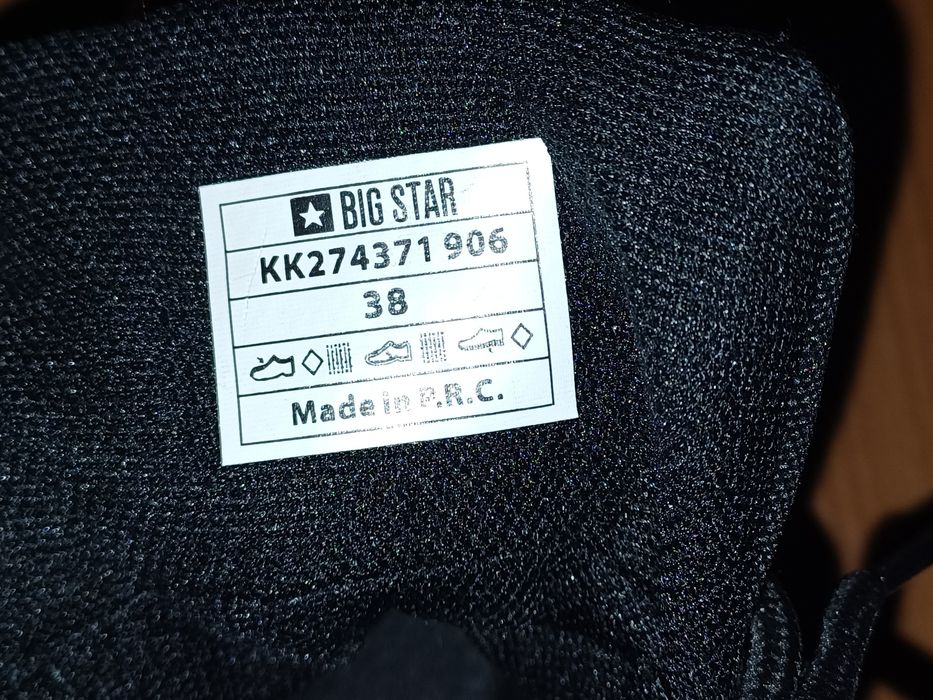 BIG STAR
KK274371 906
38
Made in P.R.C.